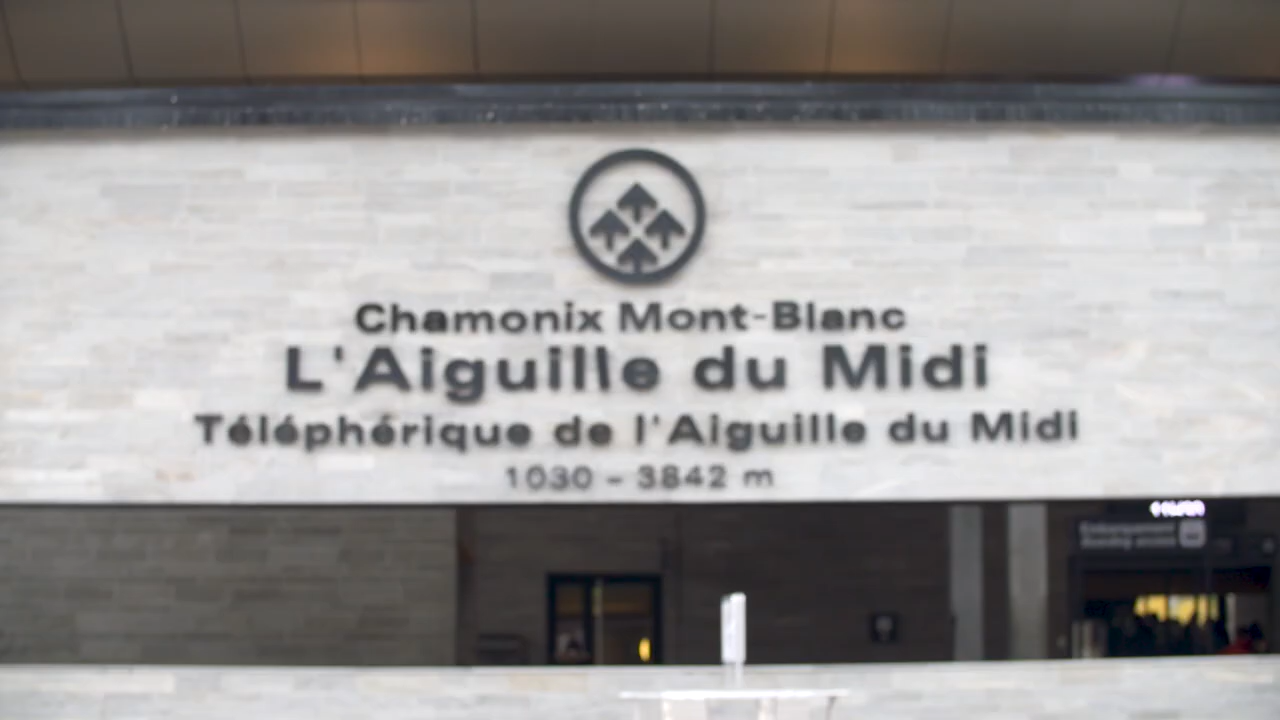 Chamonix Mont-Blanc
L'Aiguille du Midi
Téléphérique de l'Aiguille du Midi
1030 - 3842 m